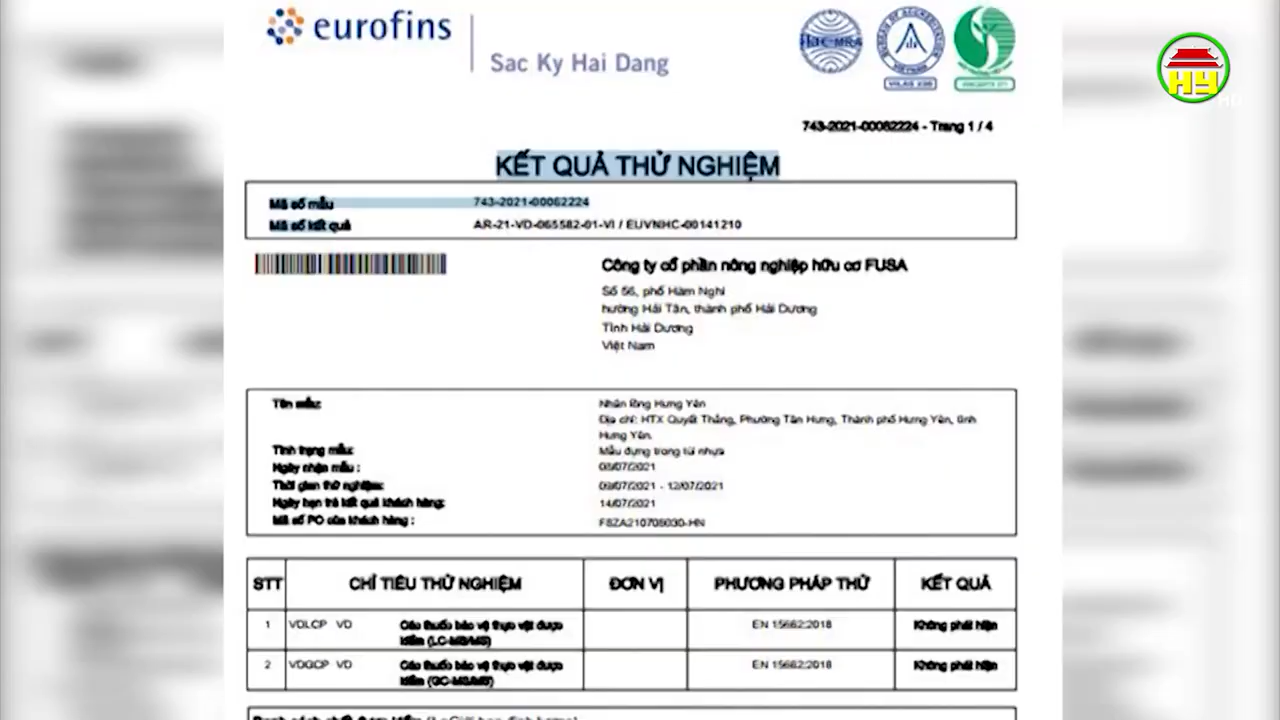 eurofins
Sac Ky Hai Dang
HY
HD
743-2021-00062224 - Trang 1 / 4
KẾT QUẢ THỬ NGHIỆM
Mã số mẫu 743-2021-00062224
Mã số kết quả AR-21-VD-065582-01-VI / EUVNHC-00141210
Công ty cổ phần nông nghiệp hữu cơ FUSA
Số 56, phố Hàm Nghi
hường Hải Tân, thành phố Hải Dương
Tỉnh Hải Dương
Việt Nam
Tên mẫu: Nhãn lồng Hưng Yên
Địa chỉ: HTX Quyết Thắng, Phường Tân Hưng, Thành phố Hưng Yên, tỉnh
Hưng Yên.
Tình trạng mẫu: Mẫu đựng trong túi nhựa
Ngày nhận mẫu : 08/07/2021
Thời gian thử nghiệm: 09/07/2021 - 12/07/2021
Ngày hẹn trả kết quả khách hàng: 14/07/2021
Mã số PO của khách hàng :
STT CHỈ TIÊU THỬ NGHIỆM ĐƠN VỊ PHƯƠNG PHÁP THỬ KẾT QUẢ
1 VDLCP VD Các thuốc bảo vệ thực vật được EN 15662:2018 Không phát hiện
kiểm (LC-MS/MS)
2 VDGCP VD Các thuốc bảo vệ thực vật được EN 15662:2018 Không phát hiện
kiểm (GC-MS/MS)